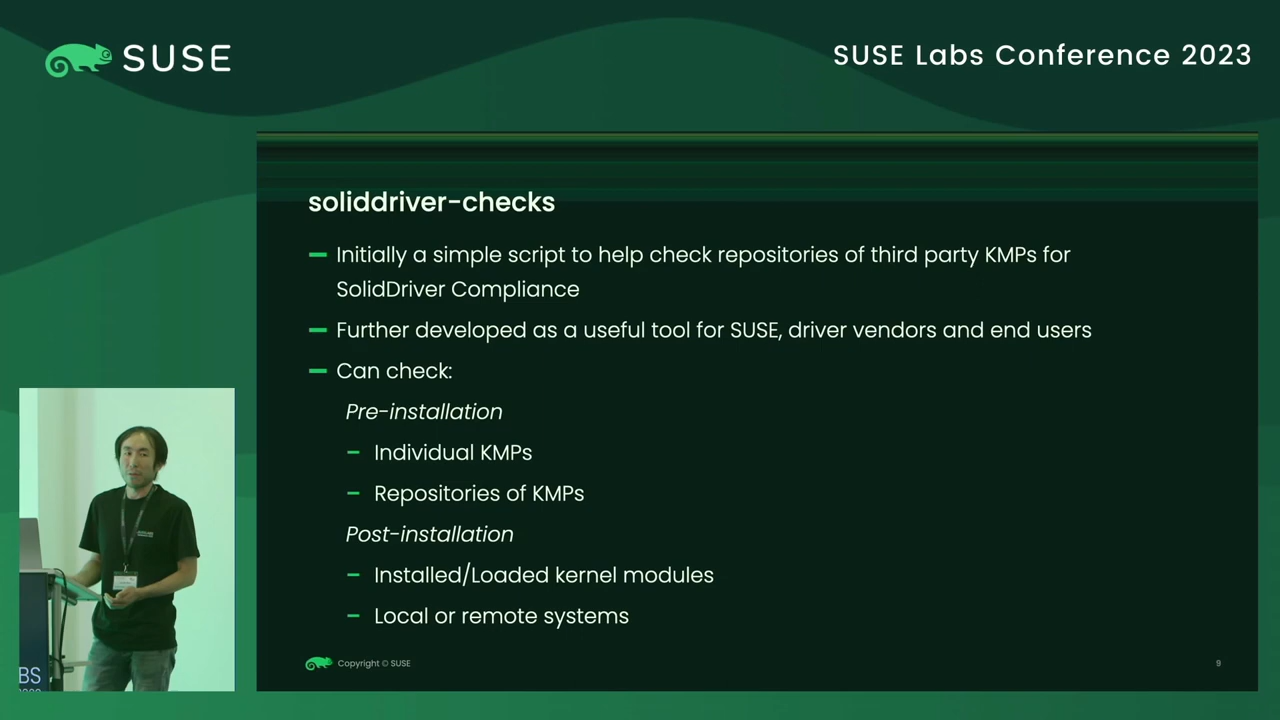 SUSE
SUSE Labs Conference 2023
soliddriver-checks
Initially a simple script to help check repositories of third party KMPs for
SolidDriver Compliance
Further developed as a useful tool for SUSE, driver vendors and end users
Can check:
Pre-installation
Individual KMPs
Repositories of KMPs
Post-installation
Installed/Loaded kernel modules
Local or remote systems
Copyright © SUSE
9
BS